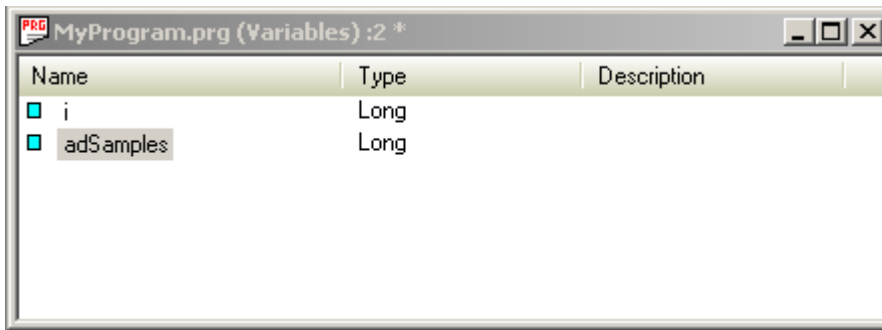 PRG MyProgram.prg (Variables) :2 *
Name Type Description
i Long
adSamples Long